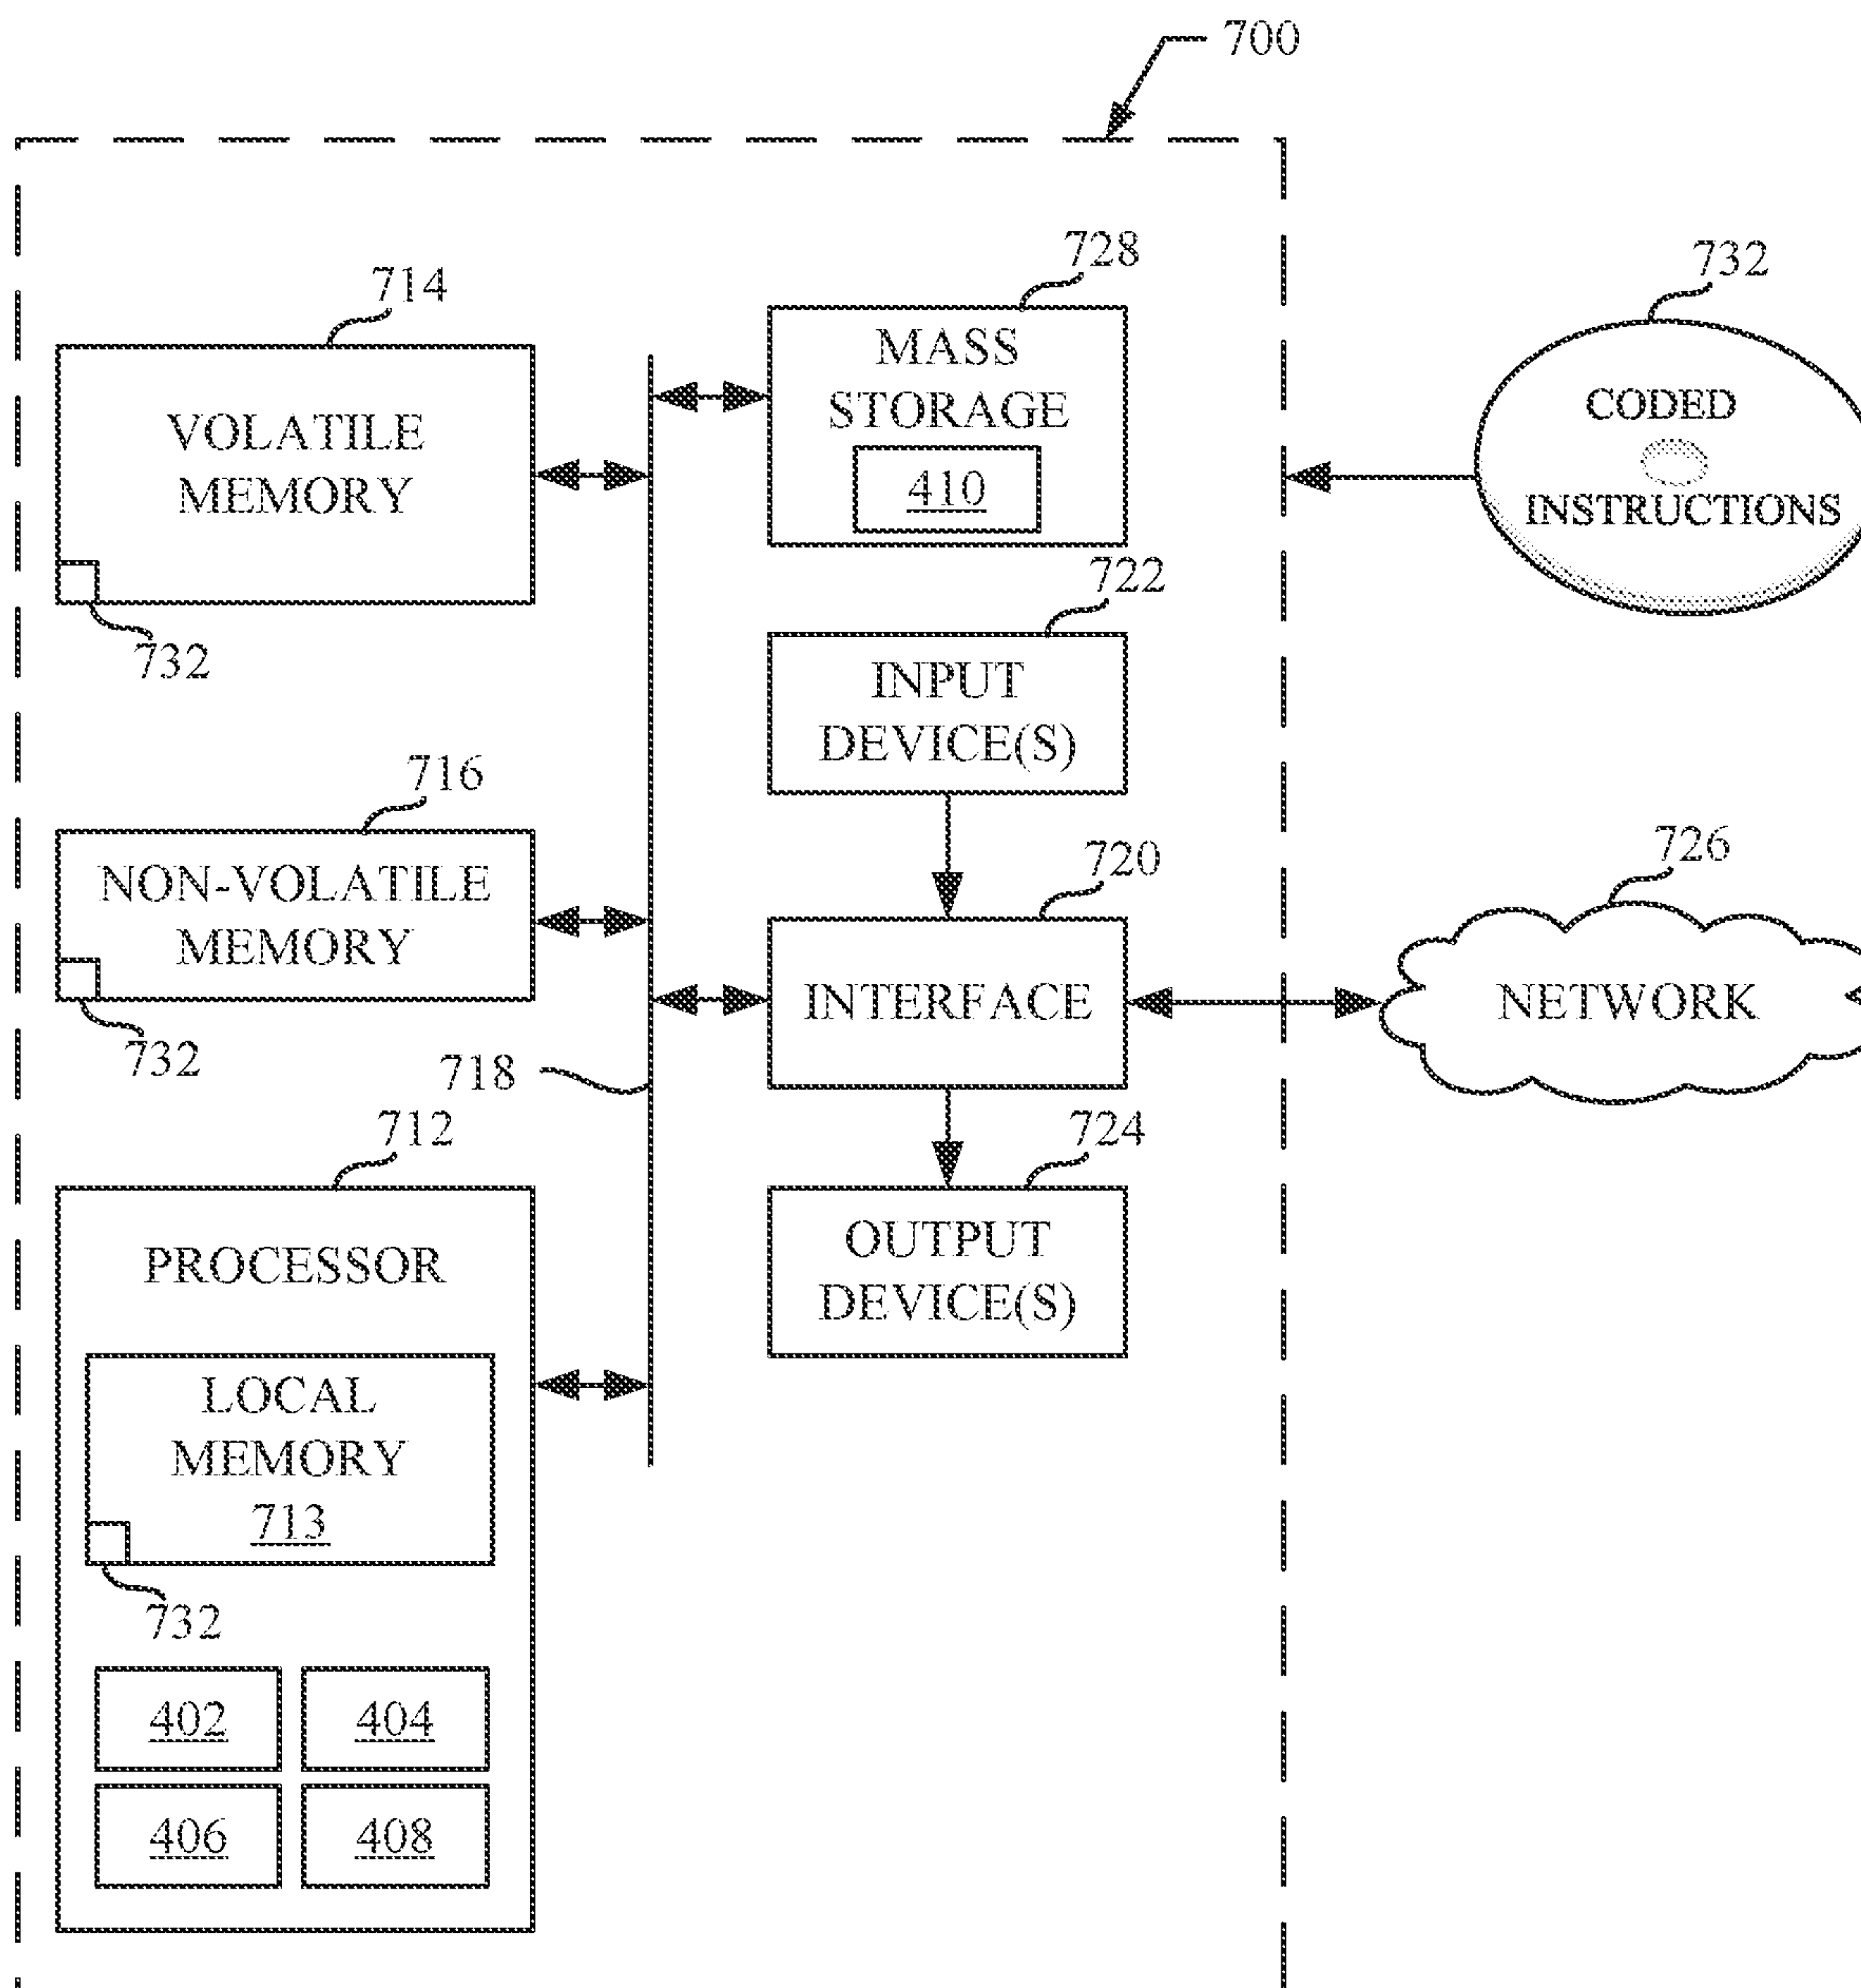 700
714
VOLATILE
MEMORY
732
716
NON-VOLATILE
MEMORY
732
718
712
PROCESSOR
LOCAL
MEMORY
713
732
402
404
406
408
728
MASS
STORAGE
410
722
INPUT
DEVICE(S)
720
INTERFACE
724
OUTPUT
DEVICE(S)
732
CODED
INSTRUCTIONS
726
NETWORK